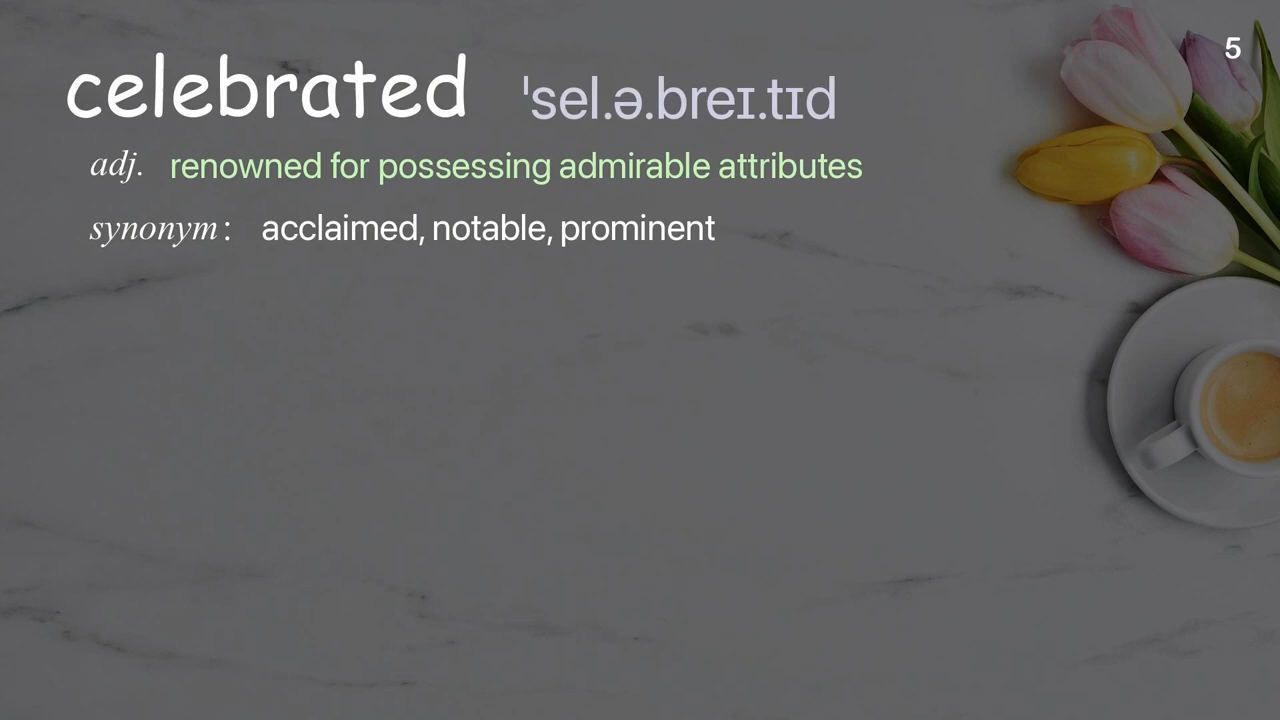 5
celebrated ˈsel.ə.breɪ.tɪd
adj. renowned for possessing admirable attributes
synonym : acclaimed, notable, prominent